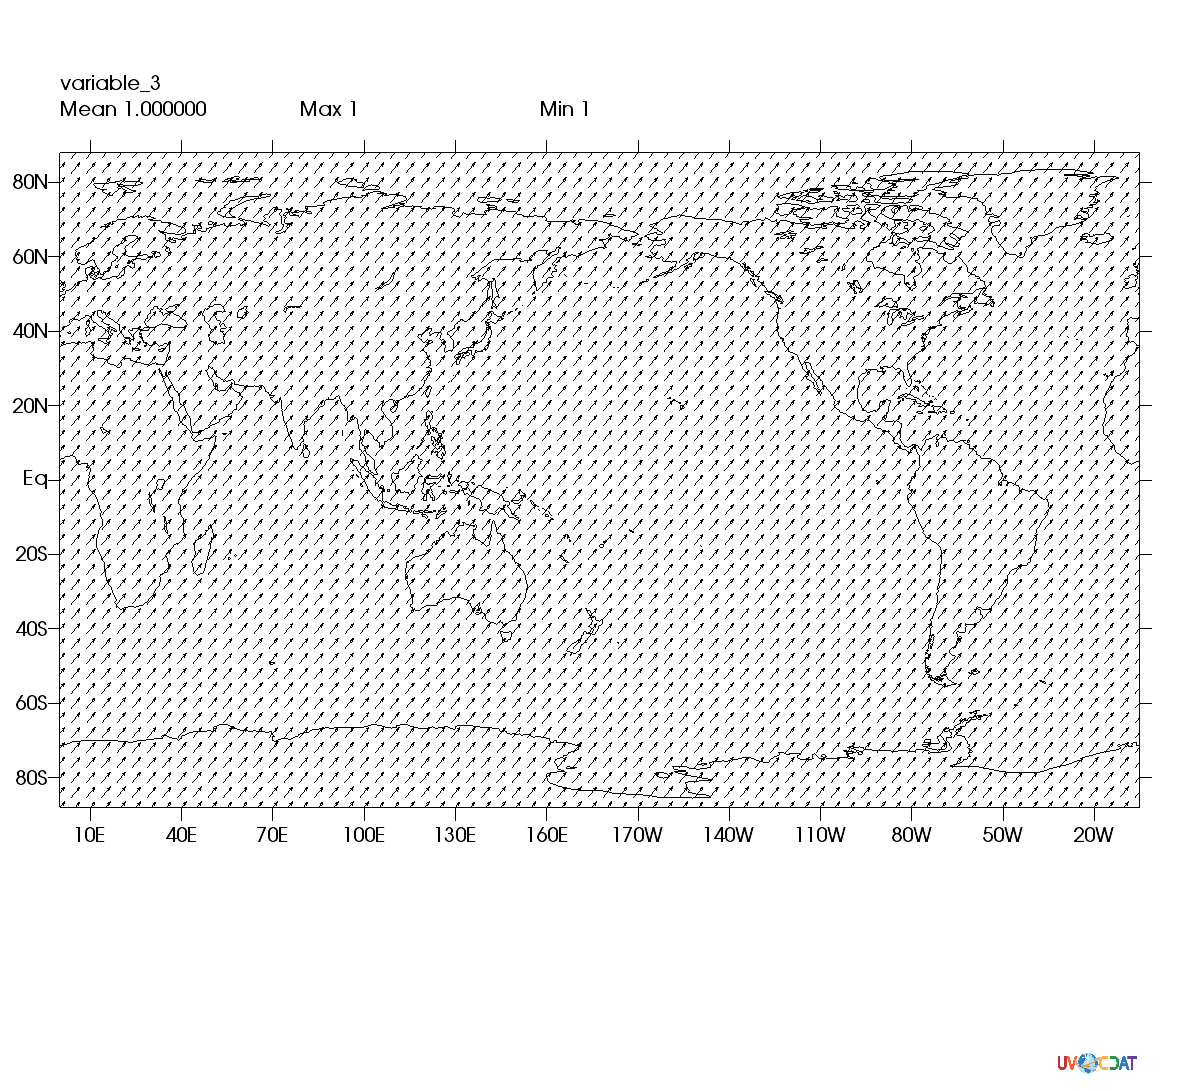 variable_3
Mean 1.000000 Max 1 Min 1
80N
60N
40N
20N
Eq
20S
40S
60S
80S
10E 40E 70E 100E 130E 160E 170W 140W 110W 80W 50W 20W
UV CDAT